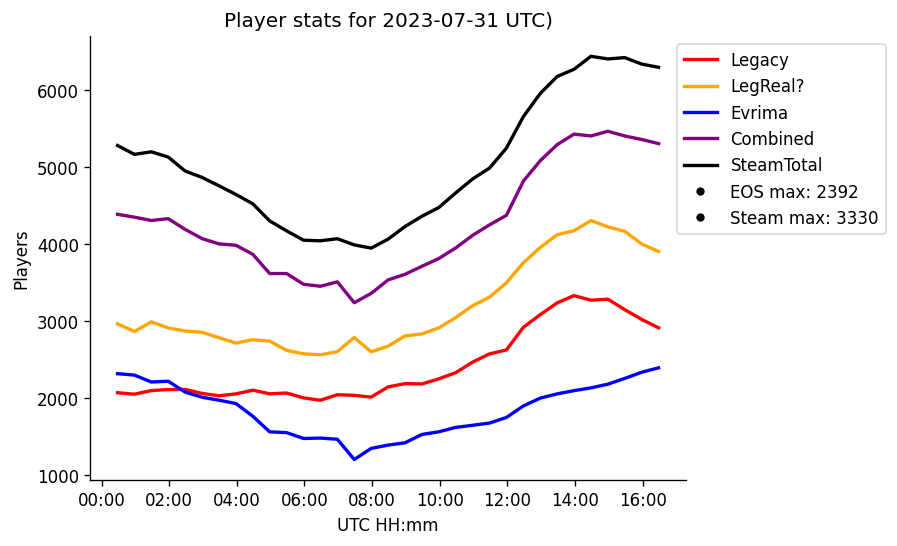 Player stats for 2023-07-31 UTC)
Legacy
LegReal?
Evrima
Combined
SteamTotal
EOS max: 2392
Steam max: 3330
Players
6000
5000
4000
3000
2000
1000
00:00 02:00 04:00 06:00 08:00 10:00 12:00 14:00 16:00
UTC HH:mm